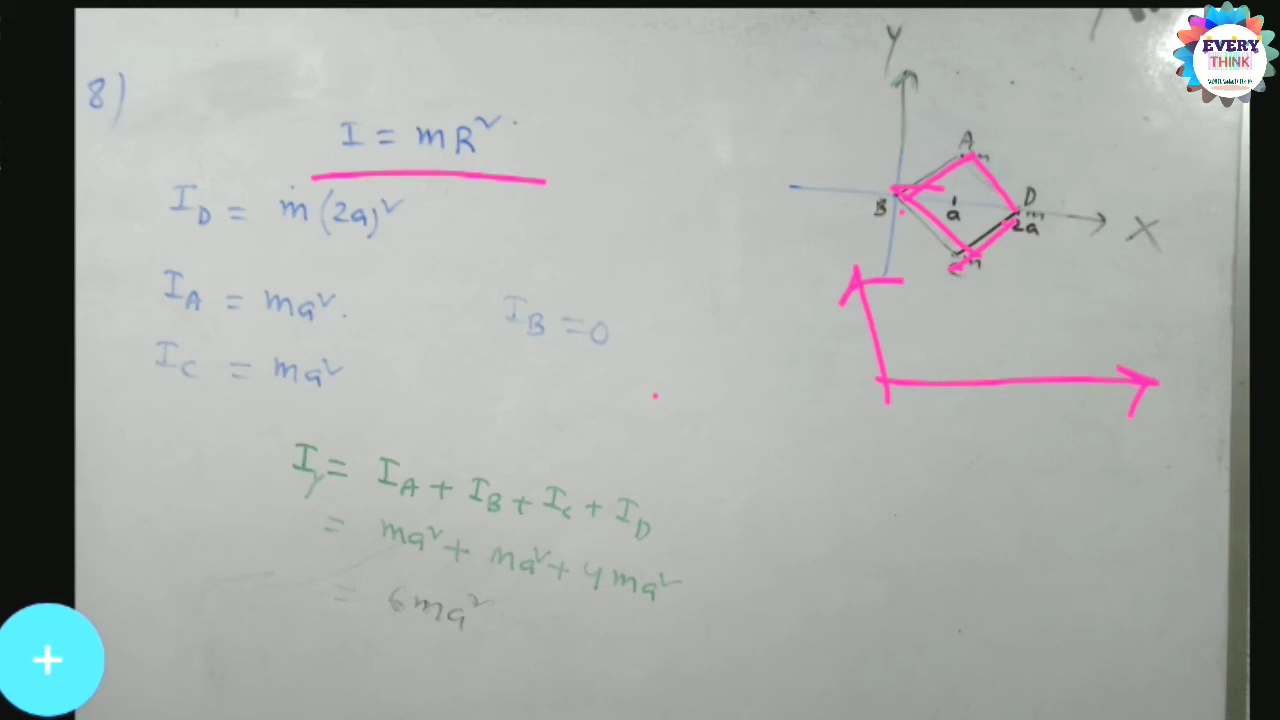 8)
I = mR²
I_D = m(2a)²
I_A = ma².
I_B = 0
I_C = ma²
I_y = I_A + I_B + I_C + I_D
= ma² + ma² + 4ma²
= 6ma²
Y
A
m
B
a
D
m
2a
X
C
m
EVERY
THINK